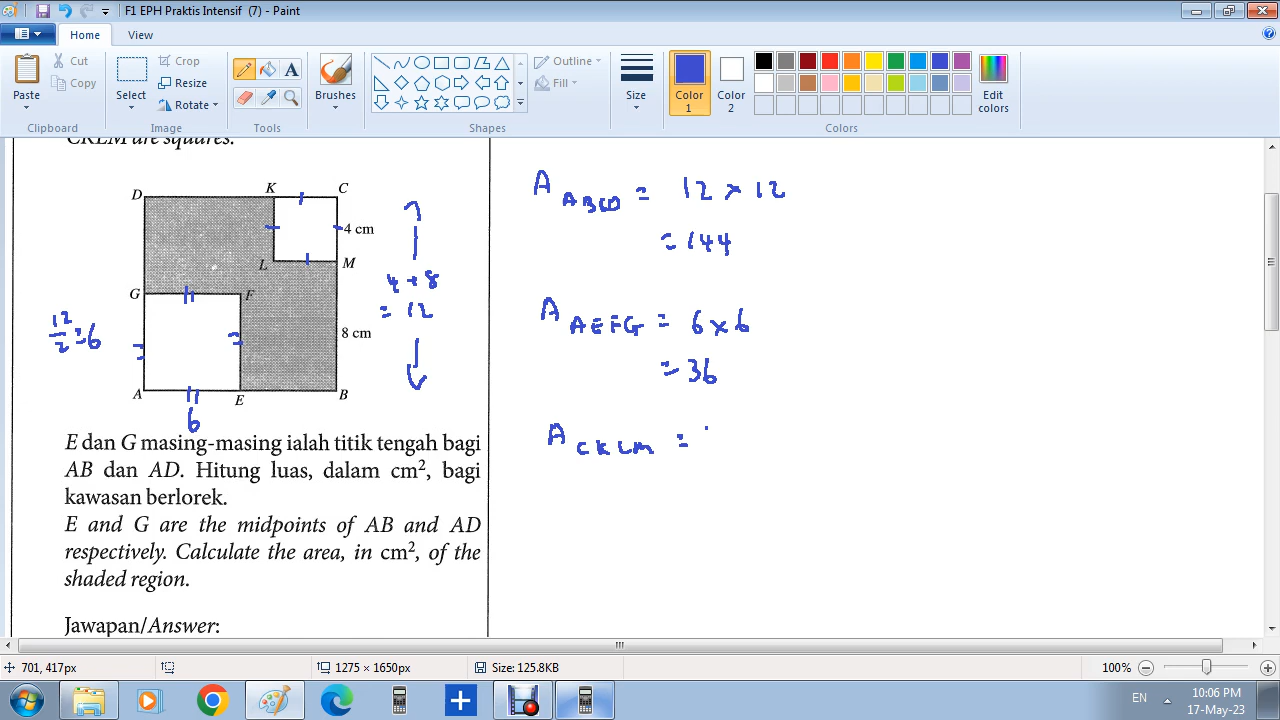 F1 EPH Praktis Intensif (7) - Paint
Home View
Paste
Cut
Copy
Clipboard
Select
Crop
Resize
Rotate
Image
Tools
Brushes
Shapes
Outline
Fill
Size
Color 1
Color 2
Edit colors
Colors
CKLM are squares.
D K C
4 cm
L M
G F
8 cm
A E B
12/2 = 6
6
4 + 8
= 12
E dan G masing-masing ialah titik tengah bagi
AB dan AD. Hitung luas, dalam cm², bagi
kawasan berlorek.
E and G are the midpoints of AB and AD
respectively. Calculate the area, in cm², of the
shaded region.
Jawapan/Answer:
A ABCD = 12 × 12
= 144
A AEFG = 6 × 6
= 36
A CKLM =
701, 417px
1275 × 1650px
Size: 125.8KB
100%
EN
10:06 PM
17-May-23